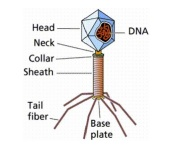 Head
DNA
Neck
Collar
Sheath
Tail
fiber
Base
plate